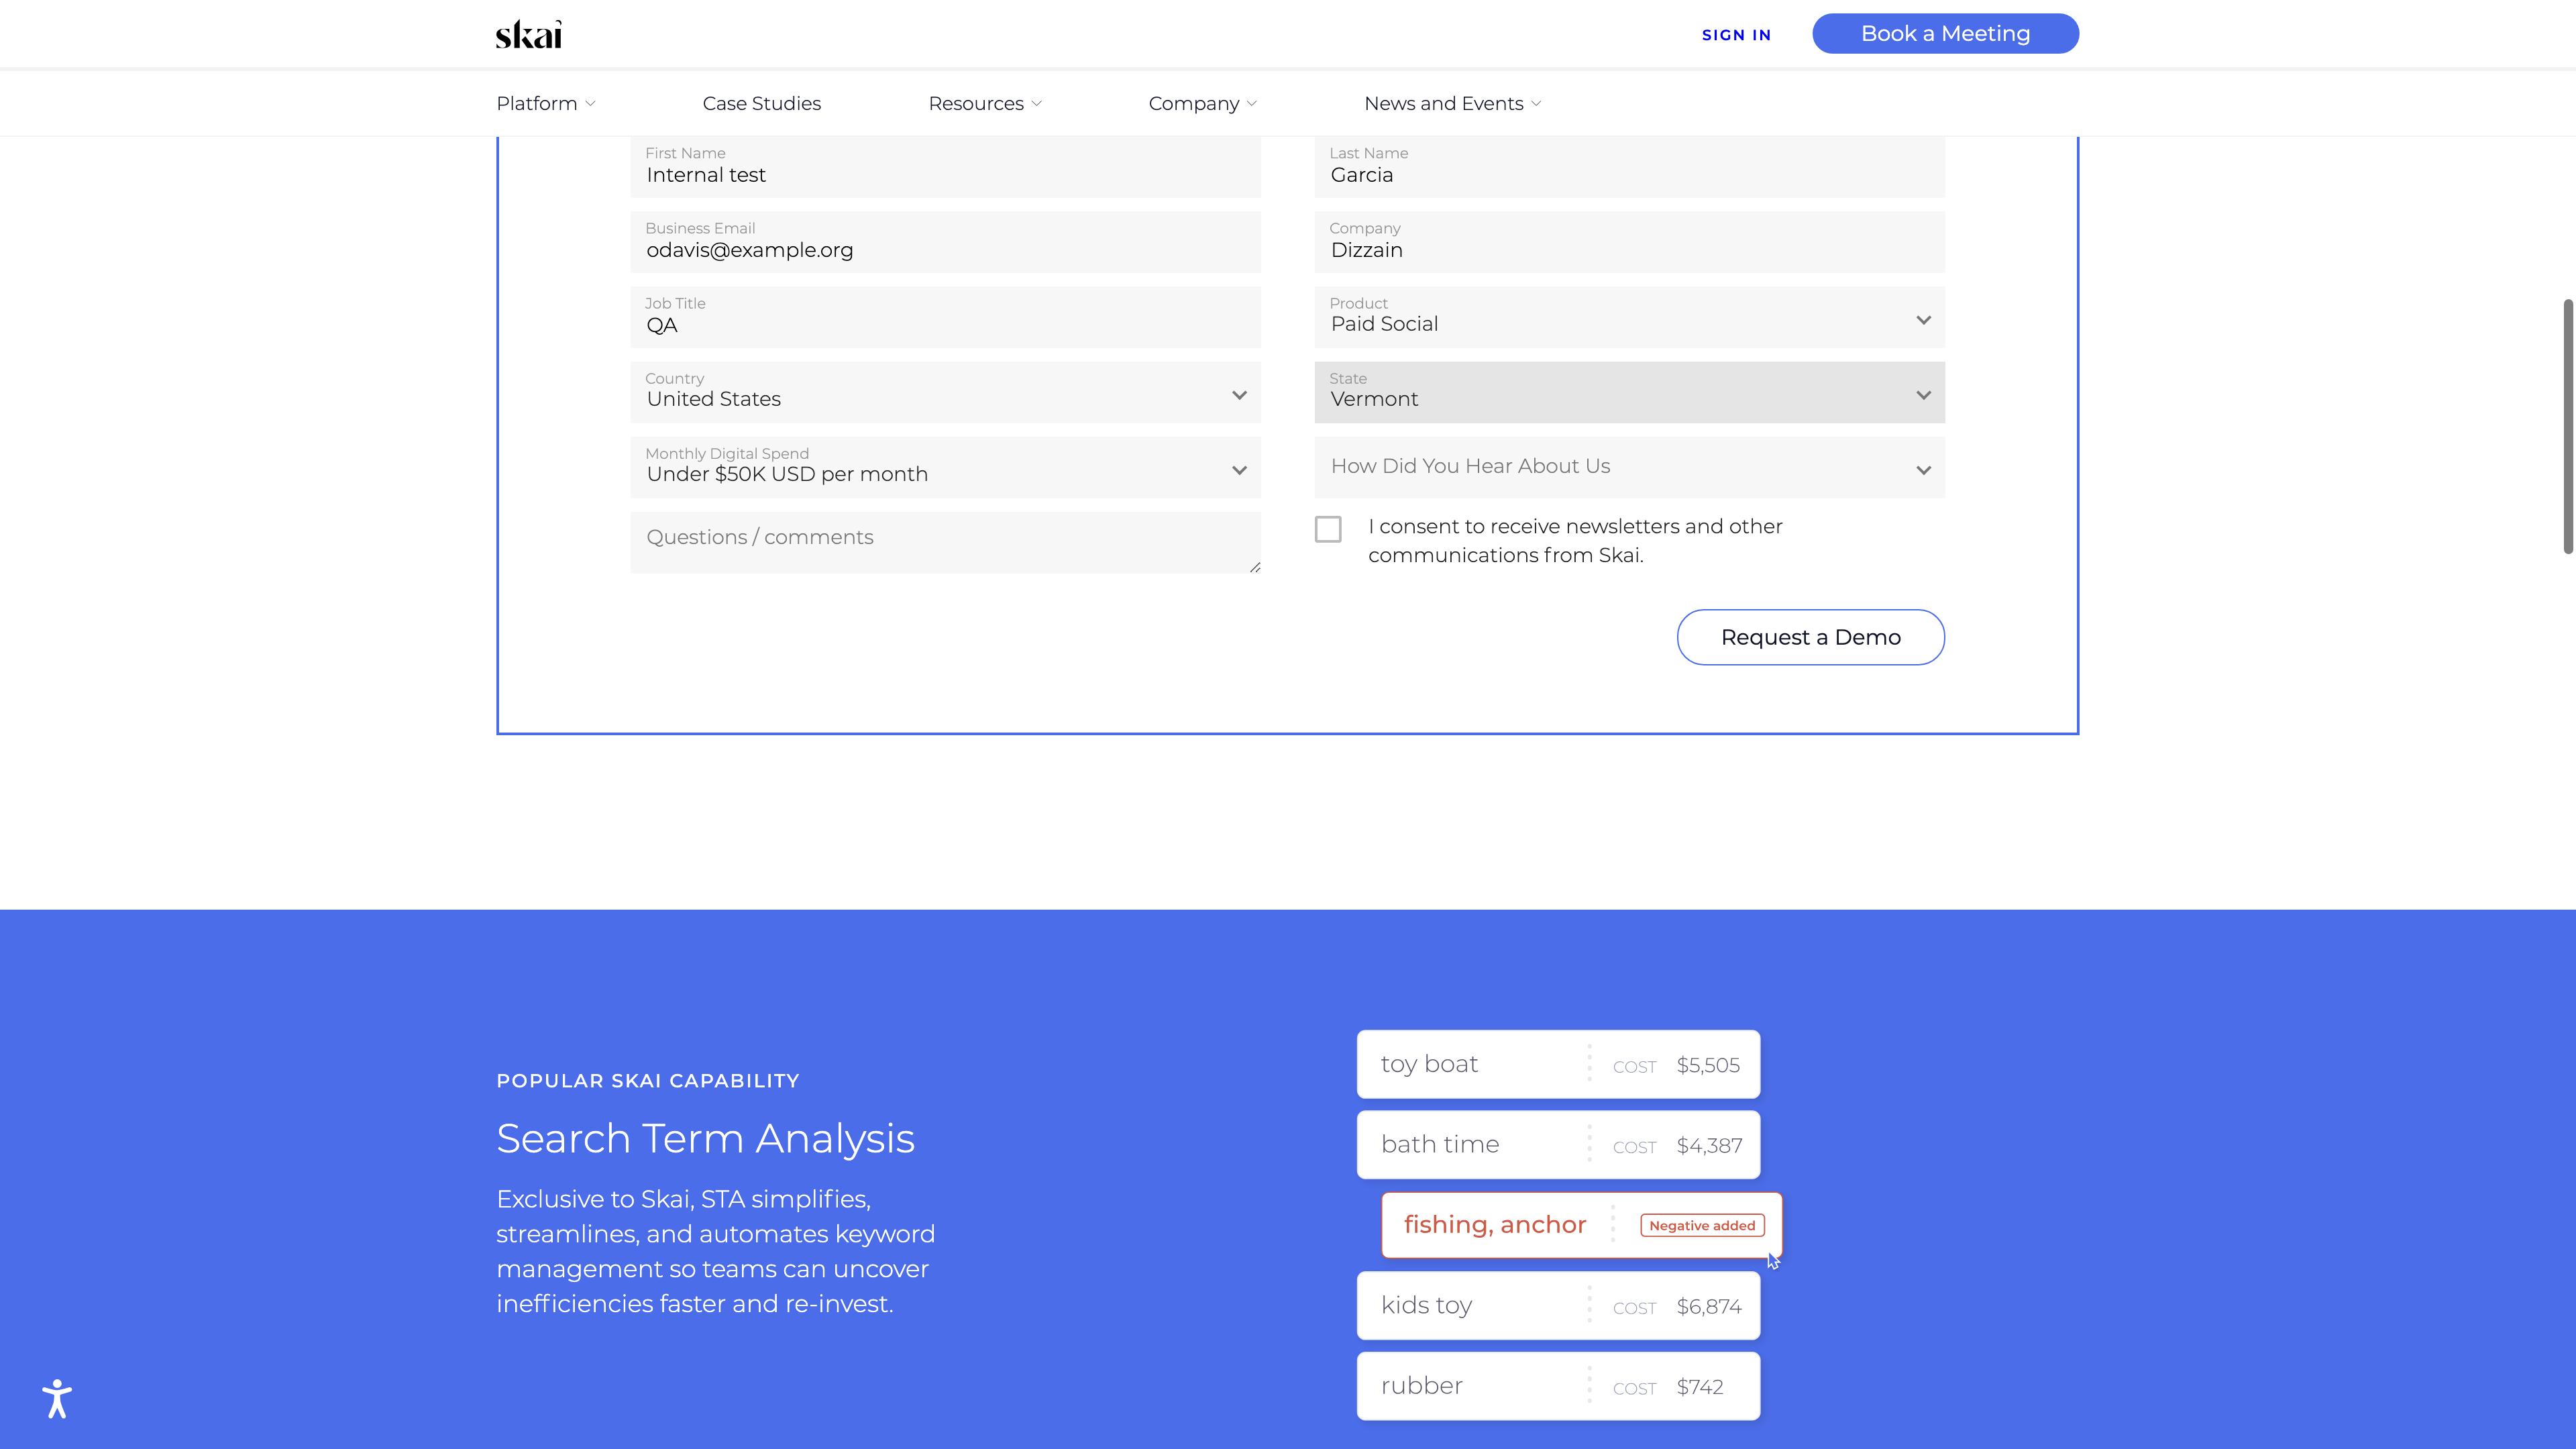 skai
SIGN IN
Book a Meeting
Platform
Case Studies
Resources
Company
News and Events
First Name
Internal test
Last Name
Garcia
Business Email
odavis@example.org
Company
Dizzain
Job Title
QA
Product
Paid Social
Country
United States
State
Vermont
Monthly Digital Spend
Under $50K USD per month
How Did You Hear About Us
Questions / comments
I consent to receive newsletters and other
communications from Skai.
Request a Demo
POPULAR SKAI CAPABILITY
Search Term Analysis
Exclusive to Skai, STA simplifies,
streamlines, and automates keyword
management so teams can uncover
inefficiencies faster and re-invest.
toy boat COST $5,505
bath time COST $4,387
fishing, anchor Negative added
kids toy COST $6,874
rubber COST $742